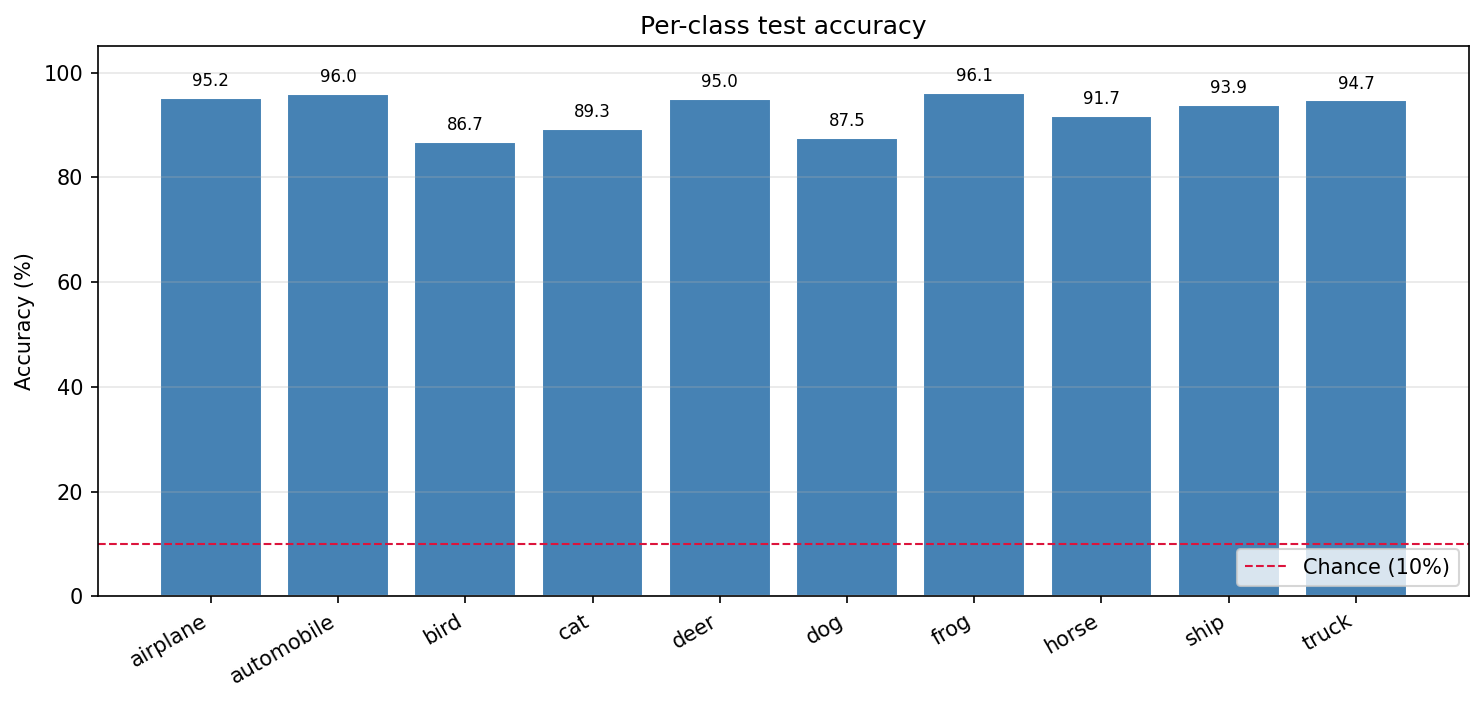 Per-class test accuracy
Accuracy (%)
100
80
60
40
20
0
95.2
96.0
86.7
89.3
95.0
87.5
96.1
91.7
93.9
94.7
Chance (10%)
airplane
automobile
bird
cat
deer
dog
frog
horse
ship
truck